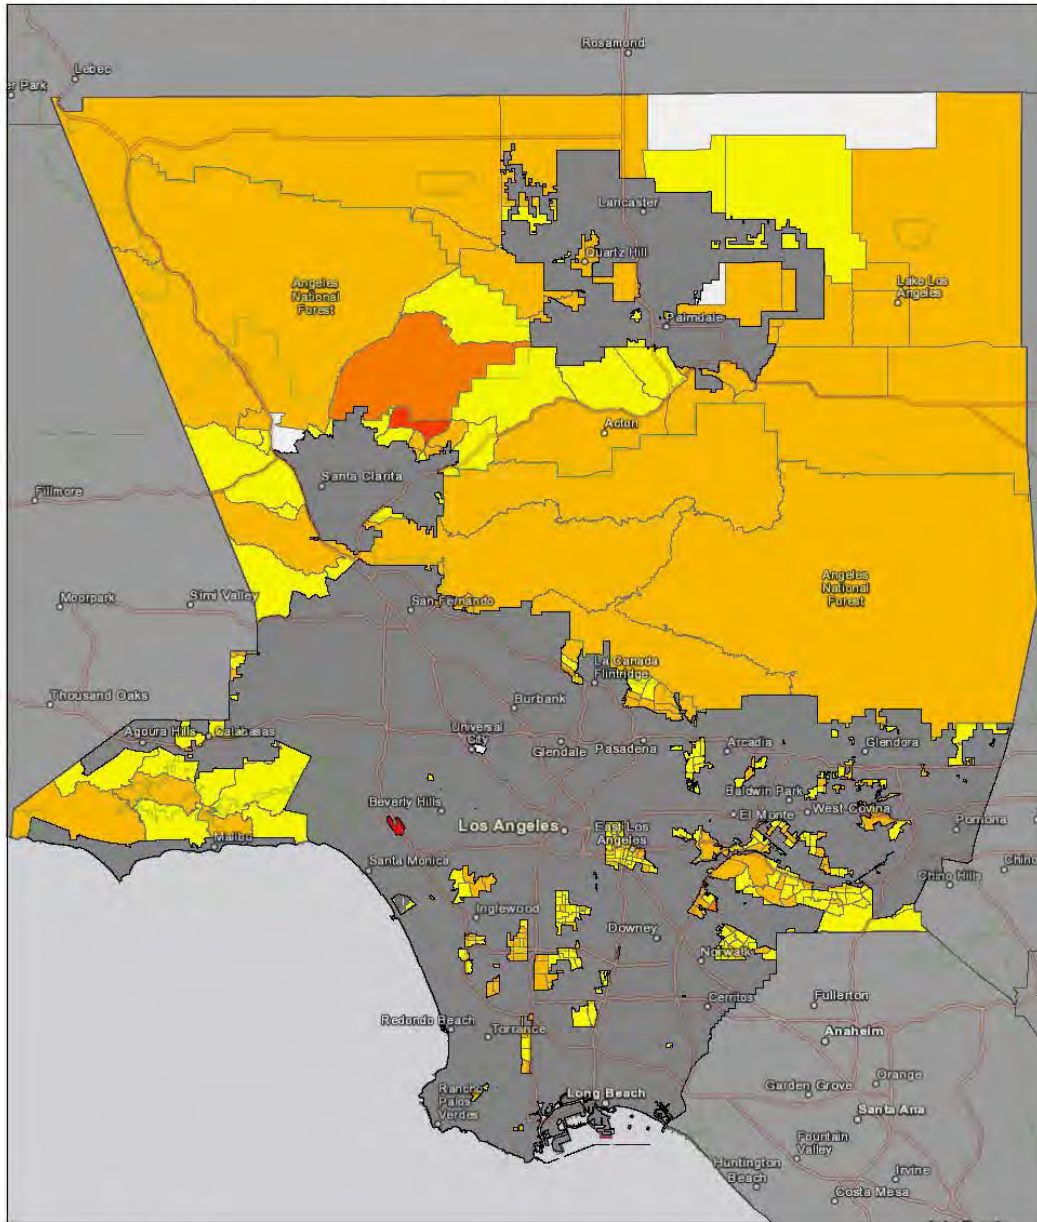 Rosamond
Lebec
er Park
Lancaster
Quartz Hill
Angeles
National
Forest
Lake Los
Angeles
Palmdale
Acton
Santa Clarita
Fillmore
Angeles
National
Forest
Moorpark
Simi Valley
San Fernando
La Canada
Flintridge
Thousand Oaks
Burbank
Agoura Hills
Calabasas
Universal
City
Glendale
Pasadena
Arcadia
Glendora
Baldwin Park
Beverly Hills
El Monte
West Covina
Los Angeles
East Los
Angeles
Pomona
Malibu
Santa Monica
Chino
Chino Hills
Inglewood
Downey
Norwalk
Cerritos
Fullerton
Redondo Beach
Torrance
Anaheim
Orange
Rancho
Palos
Verdes
Long Beach
Garden Grove
Santa Ana
Fountain
Valley
Huntington
Beach
Irvine
Costa Mesa